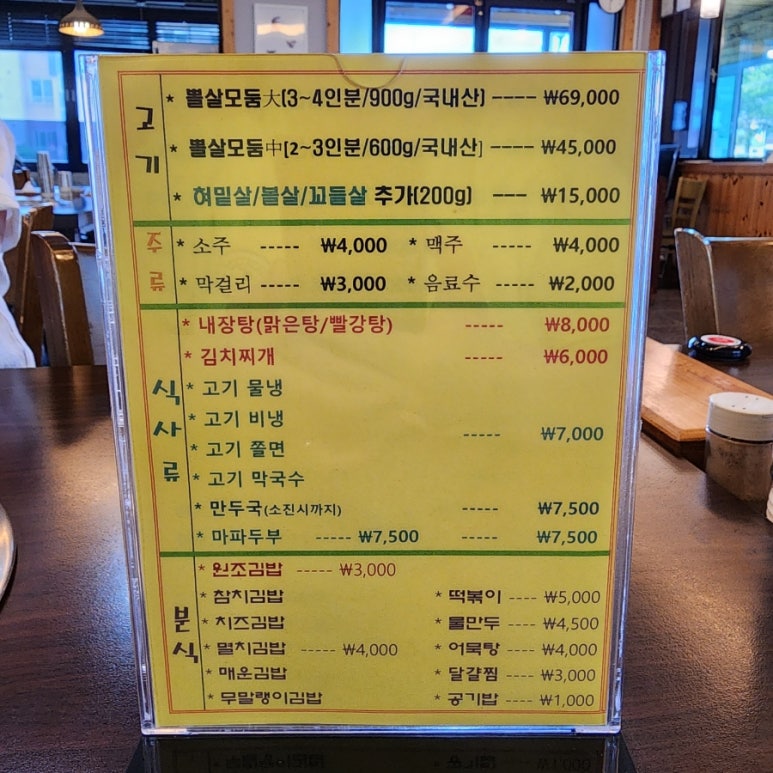 고기
* 뽈살모둠大(3~4인분/900g/국내산) ---- ₩69,000
* 뽈살모둠中[2~3인분/600g/국내산] ---- ₩45,000
* 혀밑살/볼살/꼬들살 추가(200g) --- ₩15,000
주류
* 소주 ----- ₩4,000 * 맥주 ----- ₩4,000
* 막걸리 ----- ₩3,000 * 음료수 ----- ₩2,000
식사류
* 내장탕(맑은탕/빨강탕) ----- ₩8,000
* 김치찌개 ----- ₩6,000
* 고기 물냉
* 고기 비냉
* 고기 쫄면 ----- ₩7,000
* 고기 막국수
* 만두국(소진시까지) ----- ₩7,500
* 마파두부 ----- ₩7,500 ----- ₩7,500
분식
* 원조김밥 ----- ₩3,000
* 참치김밥 * 떡볶이 ---- ₩5,000
* 치즈김밥 * 물만두 ---- ₩4,500
* 멸치김밥 ----- ₩4,000 * 어묵탕 ---- ₩4,000
* 매운김밥 * 달걀찜 ---- ₩3,000
* 무말랭이김밥 * 공기밥 ---- ₩1,000